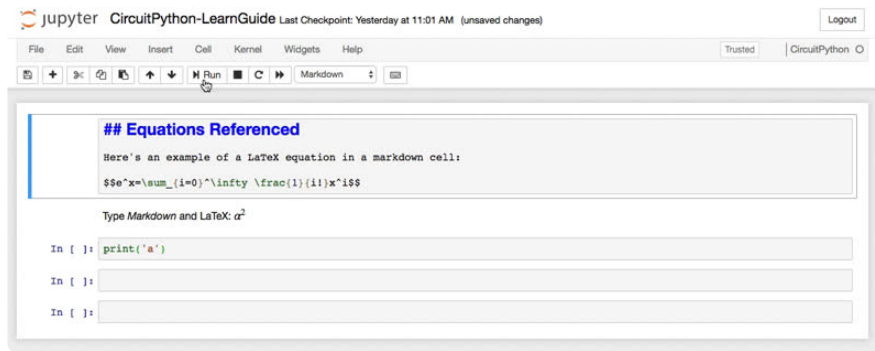 jupyter CircuitPython-LearnGuide Last Checkpoint: Yesterday at 11:01 AM (unsaved changes) Logout
File Edit View Insert Cell Kernel Widgets Help Trusted CircuitPython
Run Markdown
## Equations Referenced
Here's an example of a LaTeX equation in a markdown cell:
$$e^x=\sum_{i=0}^\infty \frac{1}{i!}x^i$$
Type Markdown and LaTeX: α²
In [ ]: print('a')
In [ ]:
In [ ]: